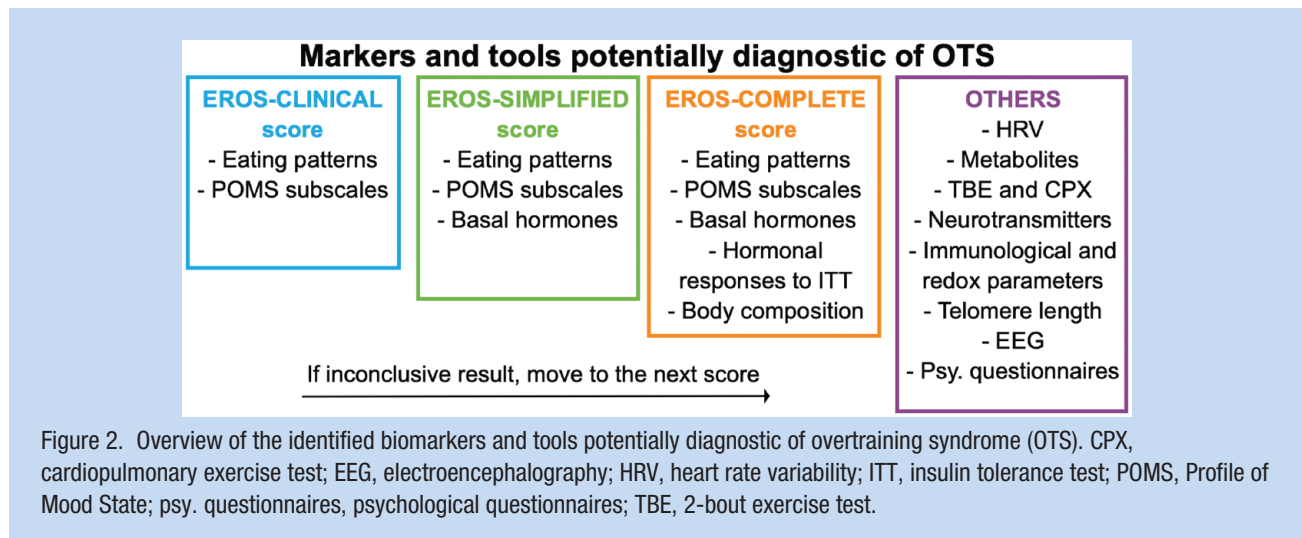 Markers and tools potentially diagnostic of OTS
EROS-CLINICAL
score
- Eating patterns
- POMS subscales
EROS-SIMPLIFIED
score
- Eating patterns
- POMS subscales
- Basal hormones
EROS-COMPLETE
score
- Eating patterns
- POMS subscales
- Basal hormones
- Hormonal
responses to ITT
- Body composition
OTHERS
- HRV
- Metabolites
- TBE and CPX
- Neurotransmitters
- Immunological and
redox parameters
- Telomere length
- EEG
- Psy. questionnaires
If inconclusive result, move to the next score
Figure 2. Overview of the identified biomarkers and tools potentially diagnostic of overtraining syndrome (OTS). CPX,
cardiopulmonary exercise test; EEG, electroencephalography; HRV, heart rate variability; ITT, insulin tolerance test; POMS, Profile of
Mood State; psy. questionnaires, psychological questionnaires; TBE, 2-bout exercise test.